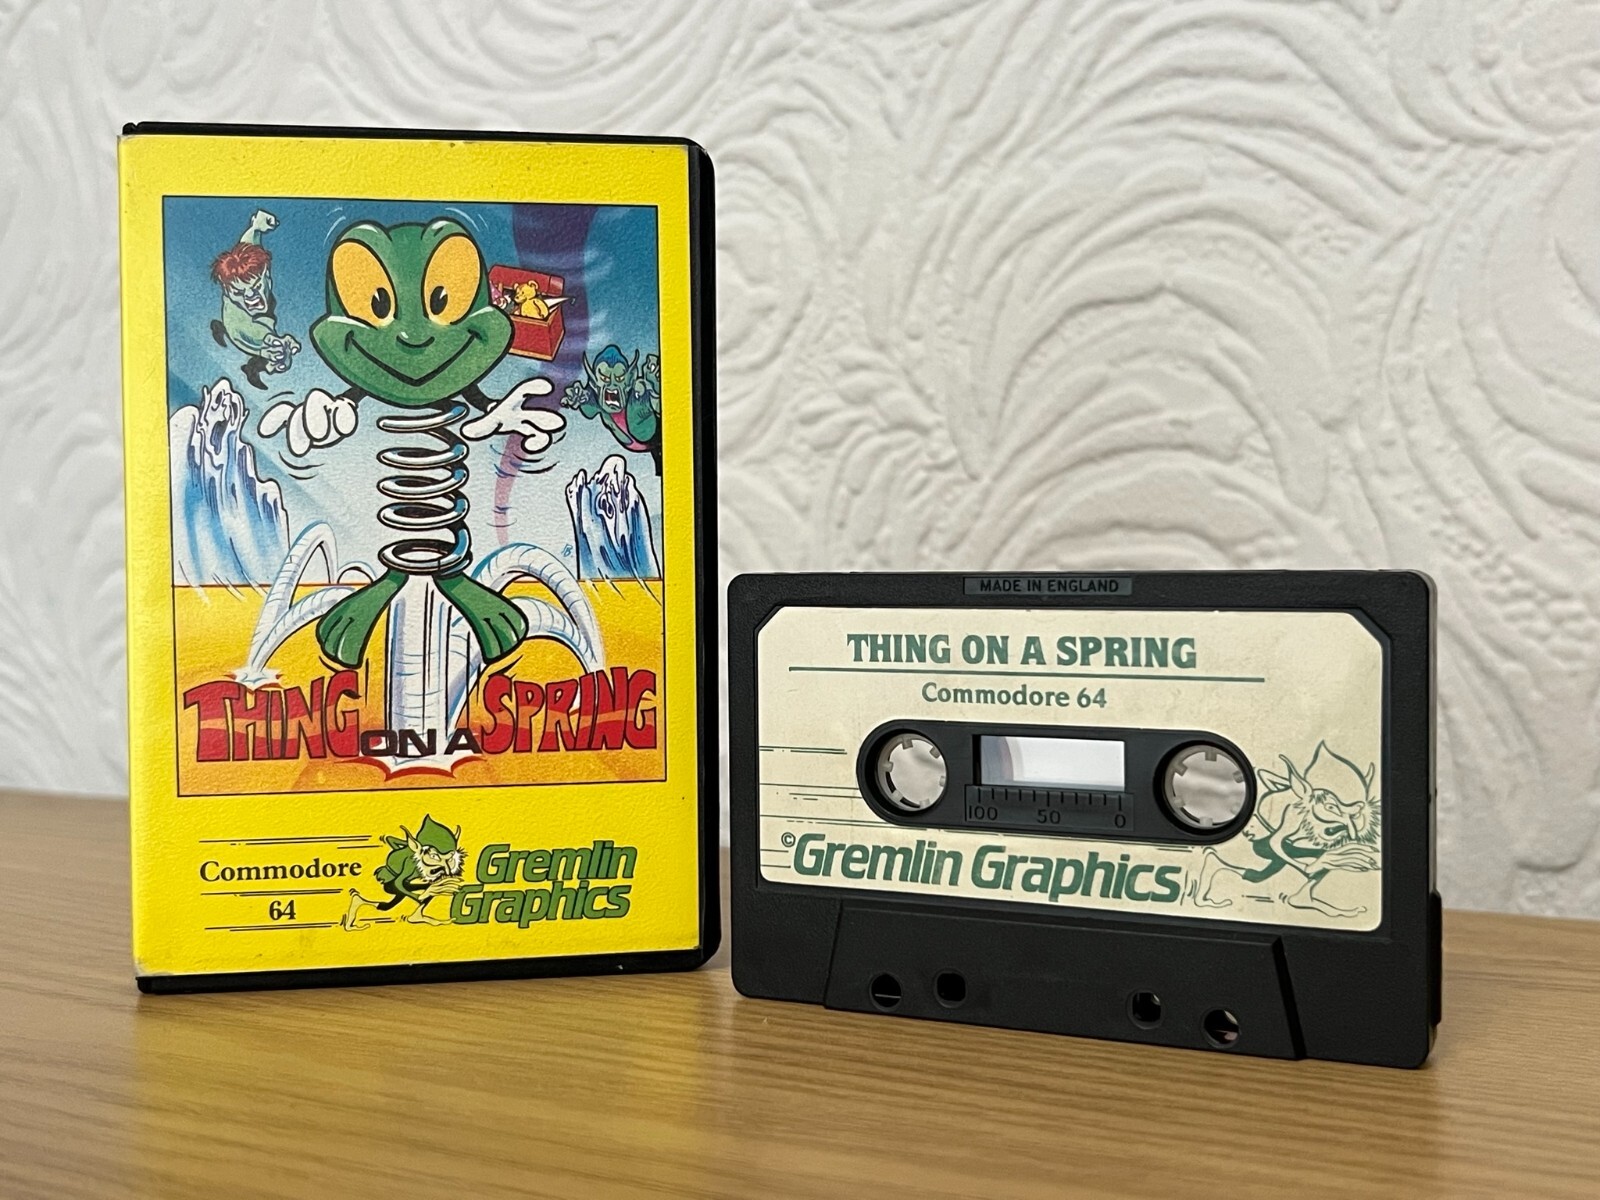 THING ON A SPRING
Commodore
64
Gremlin
Graphics
MADE IN ENGLAND
THING ON A SPRING
Commodore 64
100 50 0
© Gremlin Graphics